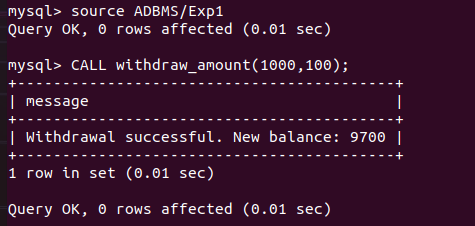 mysql> source ADBMS/Exp1
Query OK, 0 rows affected (0.01 sec)

mysql> CALL withdraw_amount(1000,100);
+------------------------------------------+
| message                                  |
+------------------------------------------+
| Withdrawal successful. New balance: 9700 |
+------------------------------------------+
1 row in set (0.01 sec)

Query OK, 0 rows affected (0.01 sec)